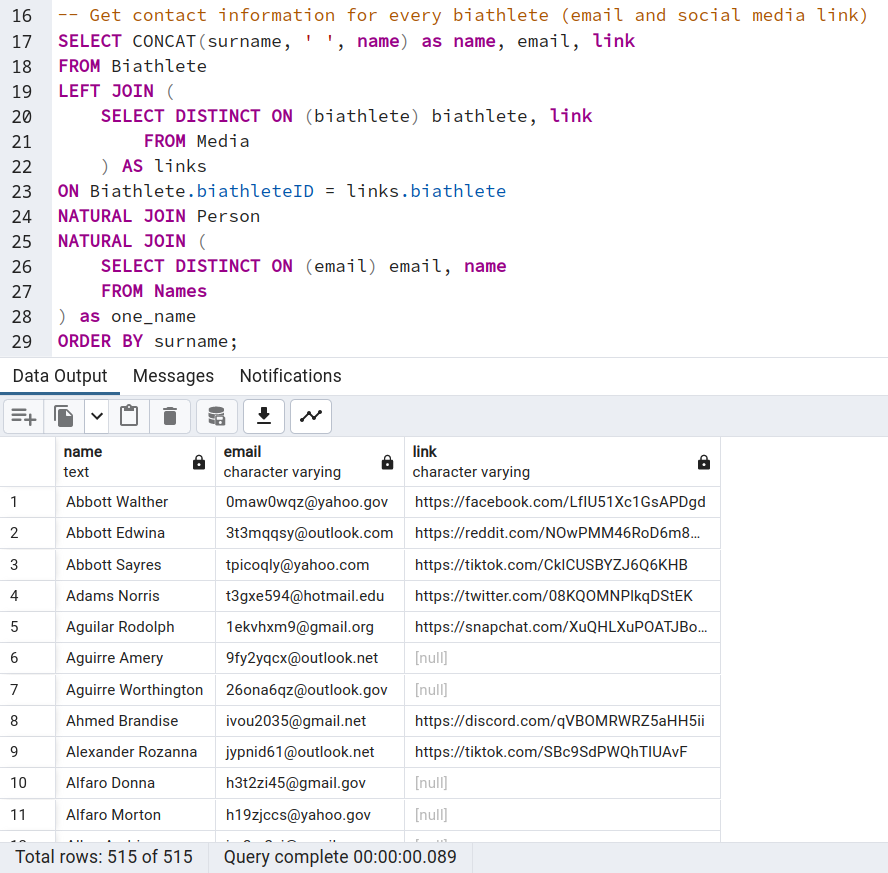 16 -- Get contact information for every biathlete (email and social media link)
17 SELECT CONCAT(surname, ' ', name) as name, email, link
18 FROM Biathlete
19 LEFT JOIN (
20 SELECT DISTINCT ON (biathlete) biathlete, link
21 FROM Media
22 ) AS links
23 ON Biathlete.biathleteID = links.biathlete
24 NATURAL JOIN Person
25 NATURAL JOIN (
26 SELECT DISTINCT ON (email) email, name
27 FROM Names
28 ) as one_name
29 ORDER BY surname;
Data Output Messages Notifications
name email link
text character varying character varying
1 Abbott Walther 0maw0wqz@yahoo.gov https://facebook.com/LflU51Xc1GsAPDgd
2 Abbott Edwina 3t3mqqsy@outlook.com https://reddit.com/NOwPMM46RoD6m8…
3 Abbott Sayres tpicoqly@yahoo.com https://tiktok.com/CklCUSBYZJ6Q6KHB
4 Adams Norris t3gxe594@hotmail.edu https://twitter.com/08KQOMNPlkqDStEK
5 Aguilar Rodolph 1ekvhxm9@gmail.org https://snapchat.com/XuQHLXuPOATJBo…
6 Aguirre Amery 9fy2yqcx@outlook.net [null]
7 Aguirre Worthington 26ona6qz@outlook.gov [null]
8 Ahmed Brandise ivou2035@gmail.net https://discord.com/qVBOMRWRZ5aHH5ii
9 Alexander Rozanna jypnid61@outlook.net https://tiktok.com/SBc9SdPWQhTlUAvF
10 Alfaro Donna h3t2zi45@gmail.gov [null]
11 Alfaro Morton h19zjccs@yahoo.gov [null]
Total rows: 515 of 515 Query complete 00:00:00.089